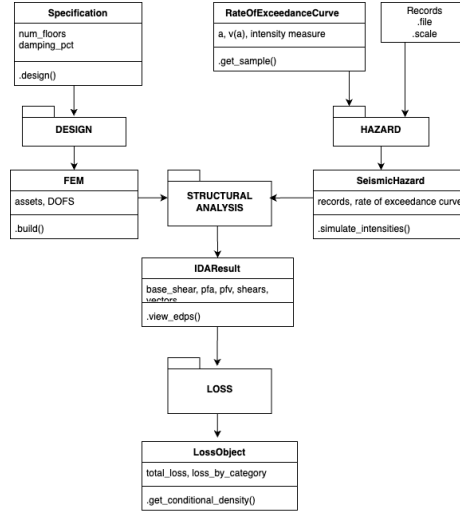 Specification
num_floors
damping_pct
.design()
RateOfExceedanceCurve
a, v(a), intensity measure
.get_sample()
Records
.file
.scale
DESIGN
HAZARD
FEM
assets, DOFS
.build()
STRUCTURAL
ANALYSIS
SeismicHazard
records, rate of exceedance curve
.simulate_intensities()
IDAResult
base_shear, pfa, pfv, shears,
vectors
.view_edps()
LOSS
LossObject
total_loss, loss_by_category
.get_conditional_density()